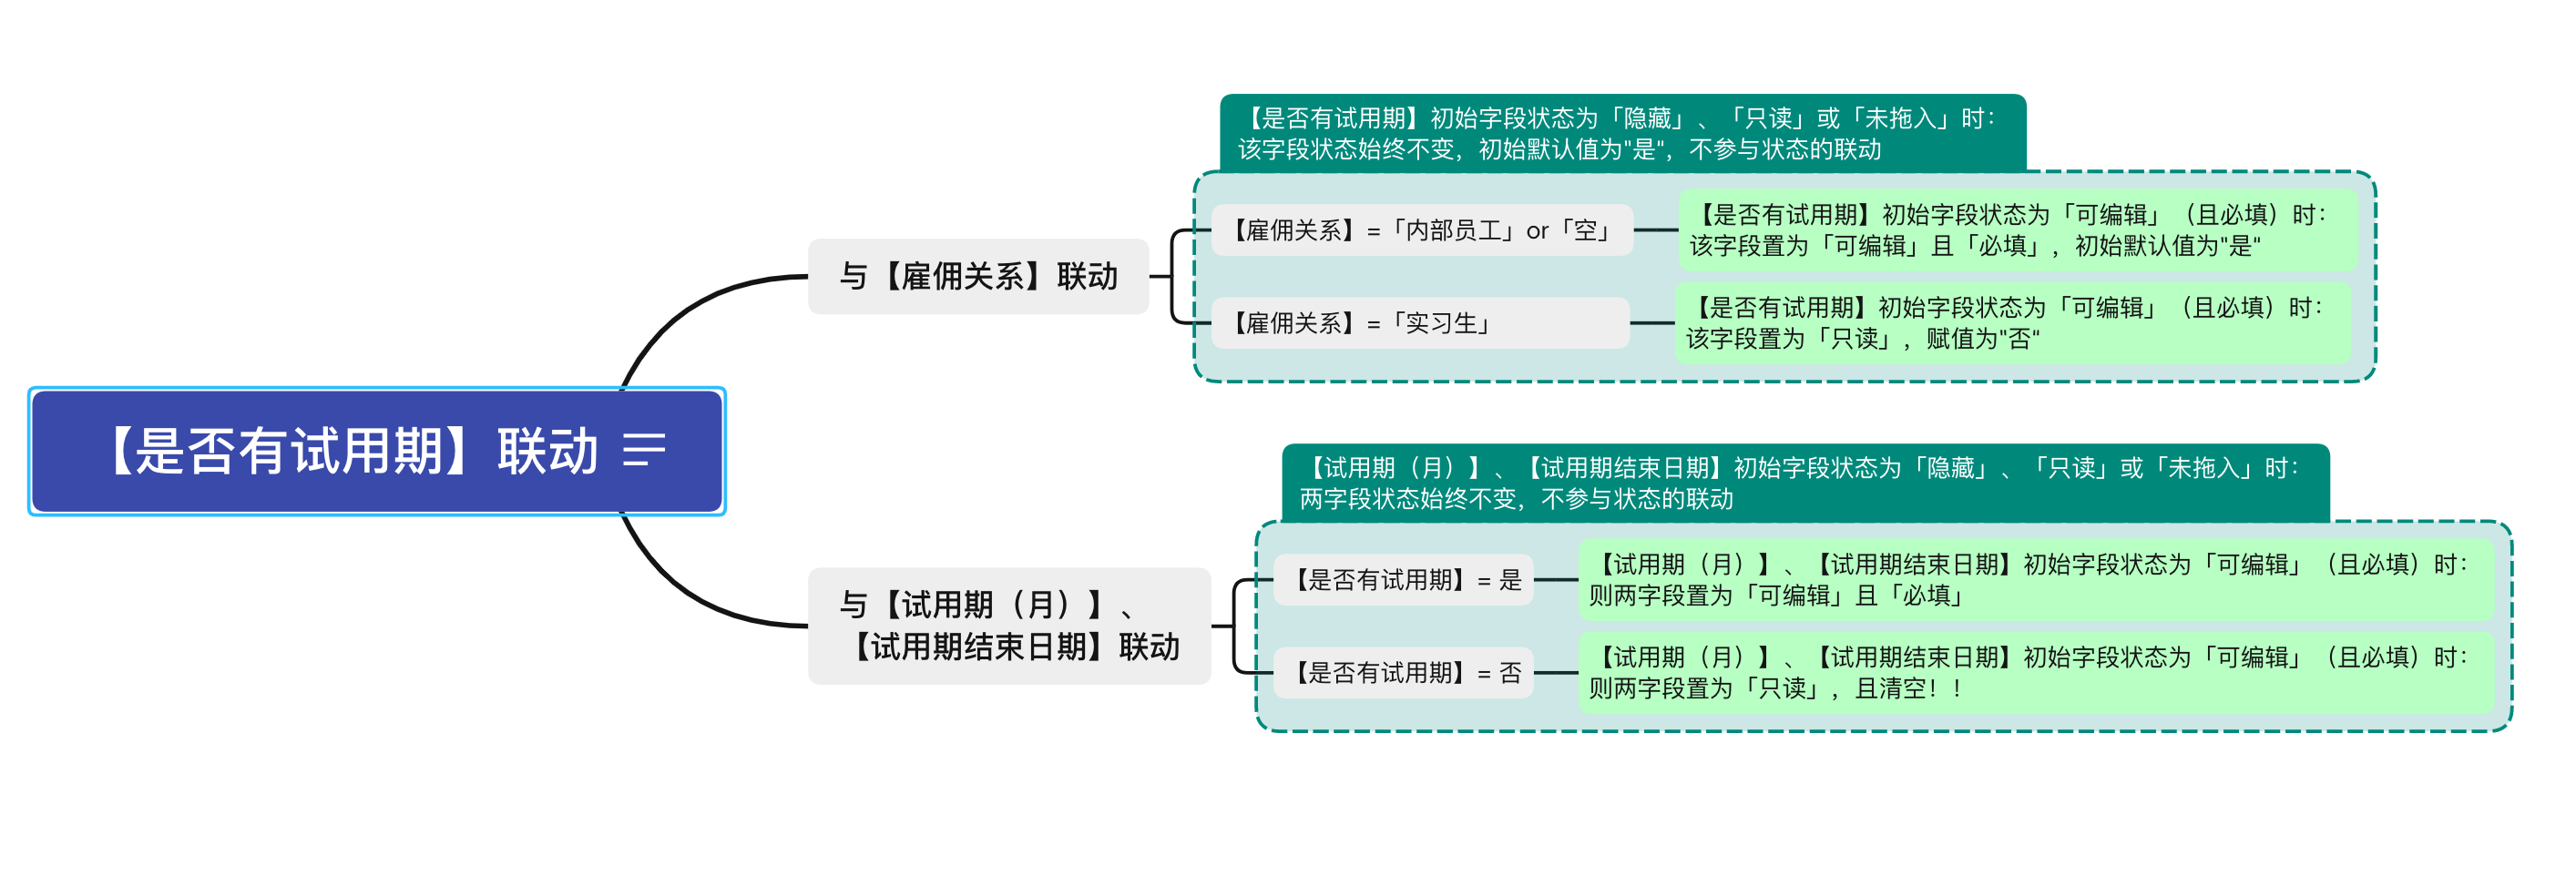 【是否有试用期】联动
与【雇佣关系】联动
【是否有试用期】初始字段状态为「隐藏」、「只读」或「未拖入」时：
该字段状态始终不变，初始默认值为"是"，不参与状态的联动
【雇佣关系】=「内部员工」or「空」
【是否有试用期】初始字段状态为「可编辑」（且必填）时：
该字段置为「可编辑」且「必填」，初始默认值为"是“
【雇佣关系】=「实习生」
【是否有试用期】初始字段状态为「可编辑」（且必填）时：
该字段置为「只读」，赋值为"否“
与【试用期（月）】、
【试用期结束日期】联动
【试用期（月）】、【试用期结束日期】初始字段状态为「隐藏」、「只读」或「未拖入」时：
两字段状态始终不变，不参与状态的联动
【是否有试用期】= 是
【试用期（月）】、【试用期结束日期】初始字段状态为「可编辑」（且必填）时：
则两字段置为「可编辑」且「必填」
【是否有试用期】= 否
【试用期（月）】、【试用期结束日期】初始字段状态为「可编辑」（且必填）时：
则两字段置为「只读」，且清空！！